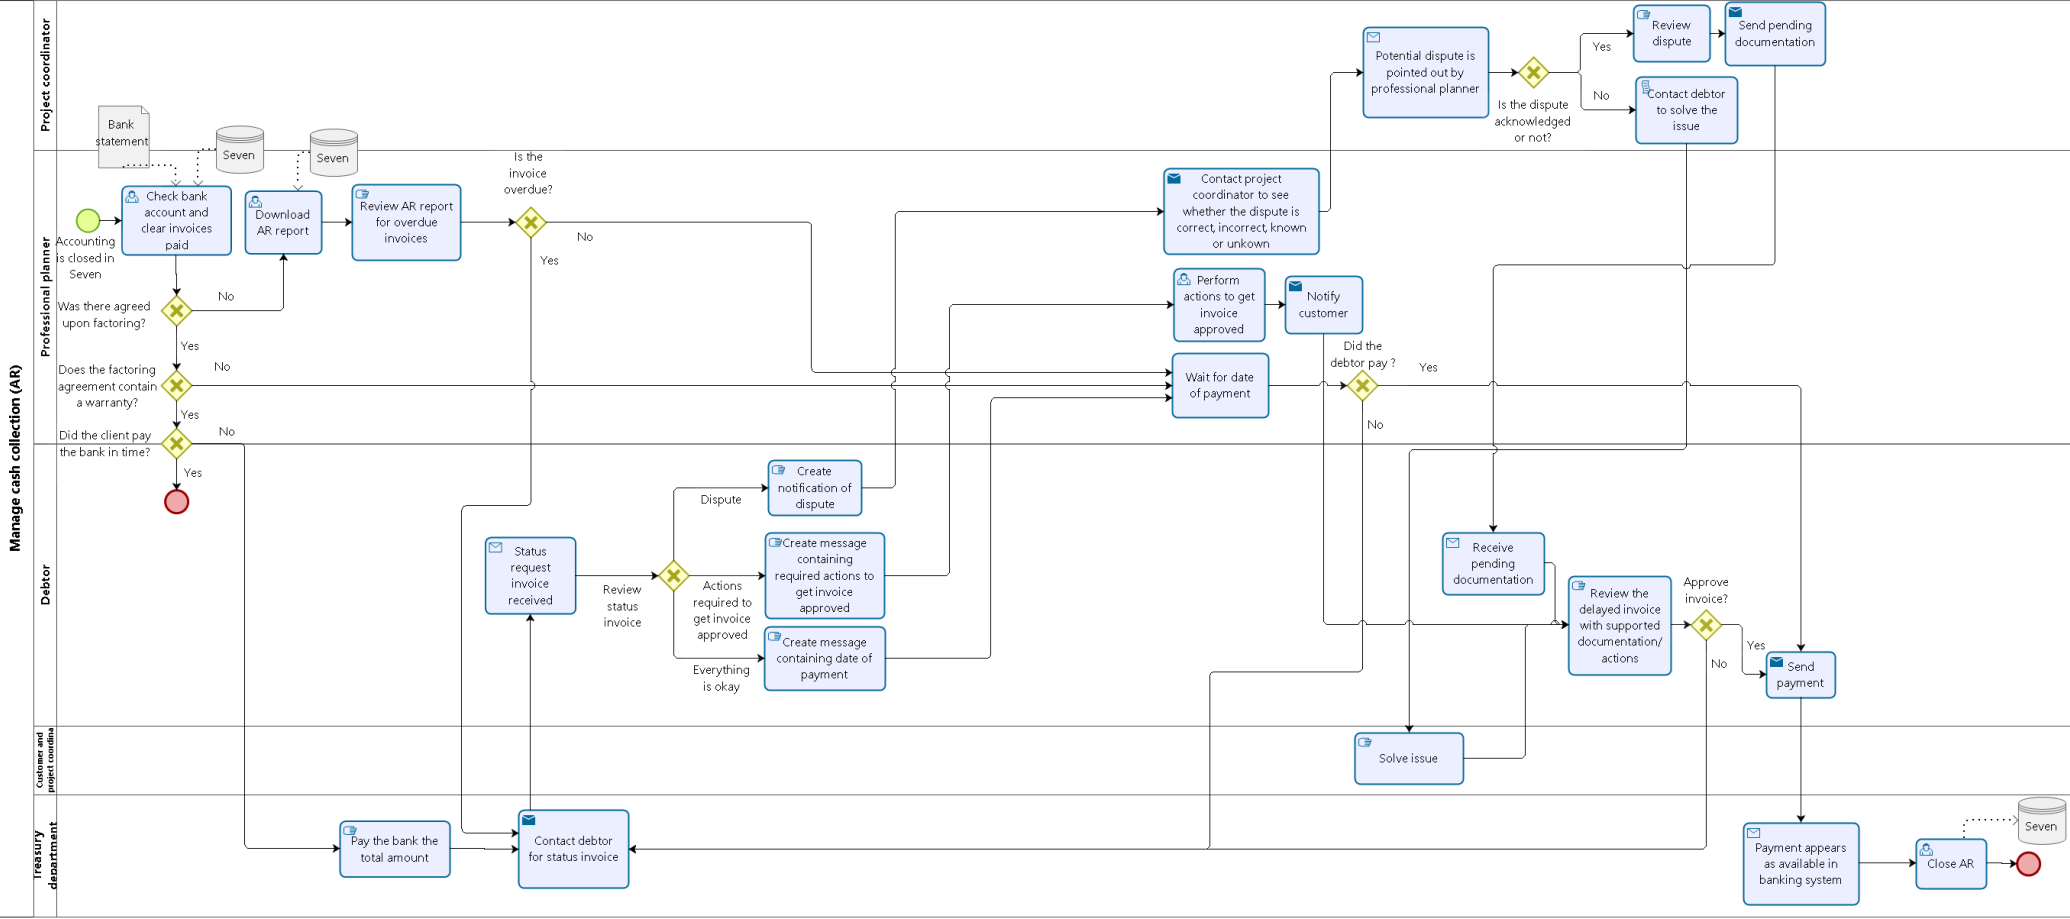 Manage cash collection (AR)
Project coordinator
Professional planner
Debtor
Customer and
project coordina
Treasury
department
Bank
statement
Seven
Seven
Accounting
is closed in
Seven
Check bank
account and
clear invoices
paid
Download
AR report
Review AR report
for overdue
invoices
Is the
invoice
overdue?
No
Yes
Was there agreed
upon factoring?
No
Yes
Does the factoring
agreement contain
a warranty?
No
Yes
Did the client pay
the bank in time?
No
Yes
Potential dispute is
pointed out by
professional planner
Is the dispute
acknowledged
or not?
Yes
No
Review
dispute
Send pending
documentation
Contact debtor
to solve the
issue
Contact project
coordinator to see
whether the dispute is
correct, incorrect, known
or unkown
Perform
actions to get
invoice
approved
Notify
customer
Wait for date
of payment
Did the
debtor pay ?
Yes
No
Status
request
invoice
received
Review
status
invoice
Dispute
Actions
required to
get invoice
approved
Everything
is okay
Create
notification of
dispute
Create message
containing
required actions to
get invoice
approved
Create message
containing date of
payment
Receive
pending
documentation
Review the
delayed invoice
with supported
documentation/
actions
Approve
invoice?
Yes
No
Send
payment
Solve issue
Pay the bank the
total amount
Contact debtor
for status invoice
Payment appears
as available in
banking system
Close AR
Seven